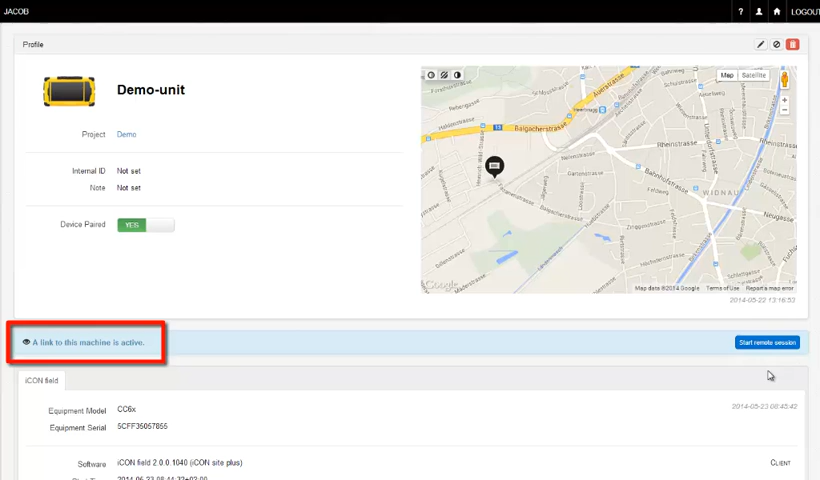 JACOB
? LOGOUT
Profile
Demo-unit
Project Demo
Internal ID Not set
Note Not set
Device Paired YES
Map Satellite
13
Balgacherstrasse
WIDNAU
Google
Map data ©2014 Google Terms of Use Report a map error
2014-05-22 13:16:53
A link to this machine is active.
Start remote session
iCON field
Equipment Model CC6x
2014-05-23 08:45:42
Equipment Serial 5CFF35057855
Software iCON field 2.0.0.1040 (iCON site plus) CLIENT